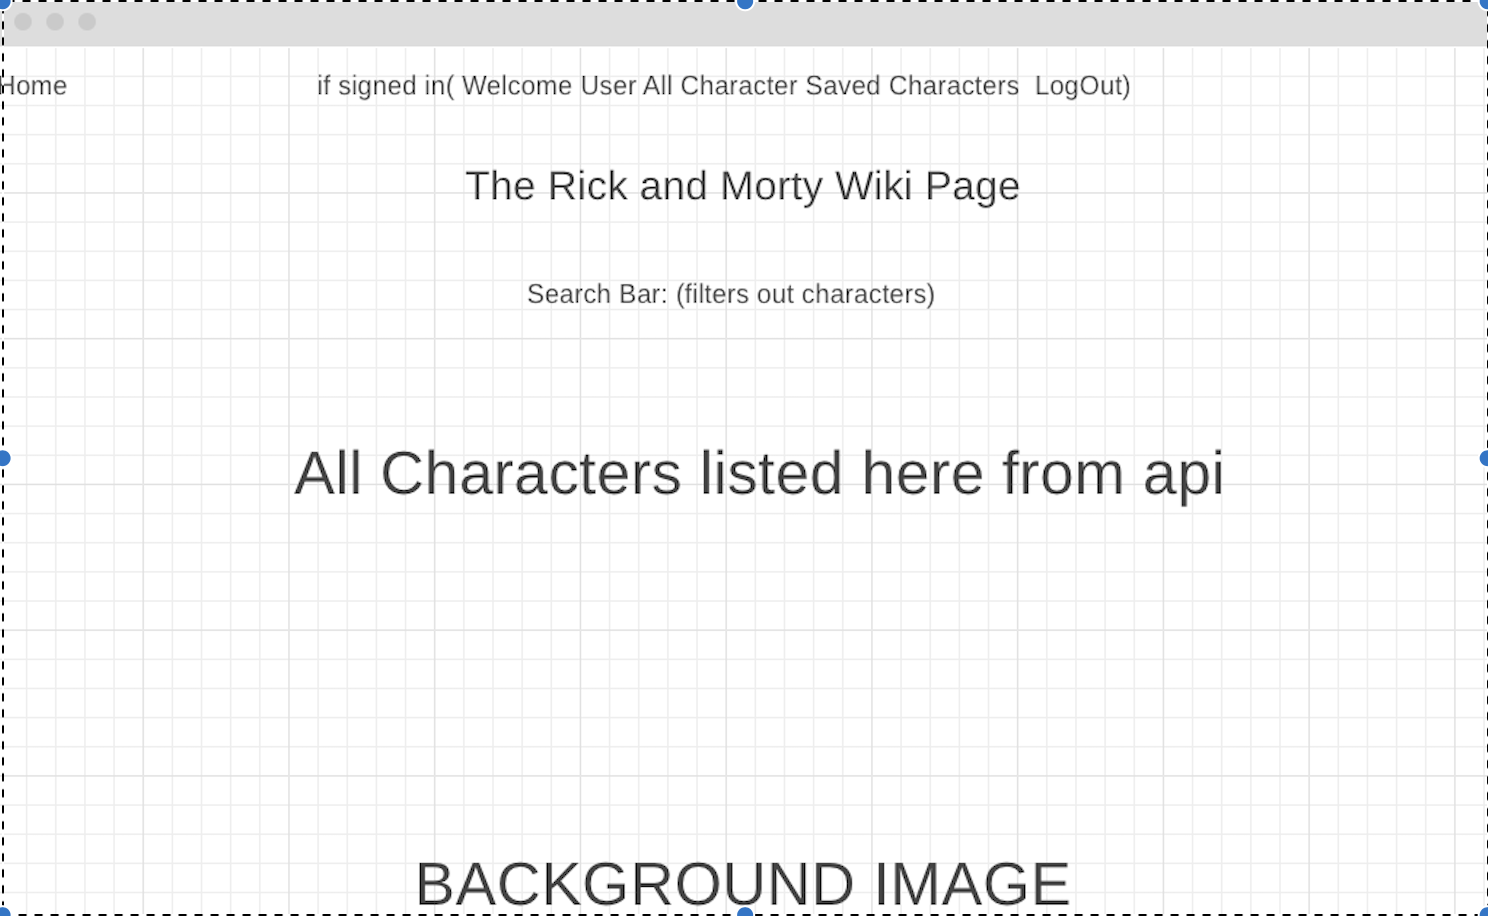 Home
if signed in( Welcome User All Character Saved Characters  LogOut)
The Rick and Morty Wiki Page
Search Bar: (filters out characters)
All Characters listed here from api
BACKGROUND IMAGE